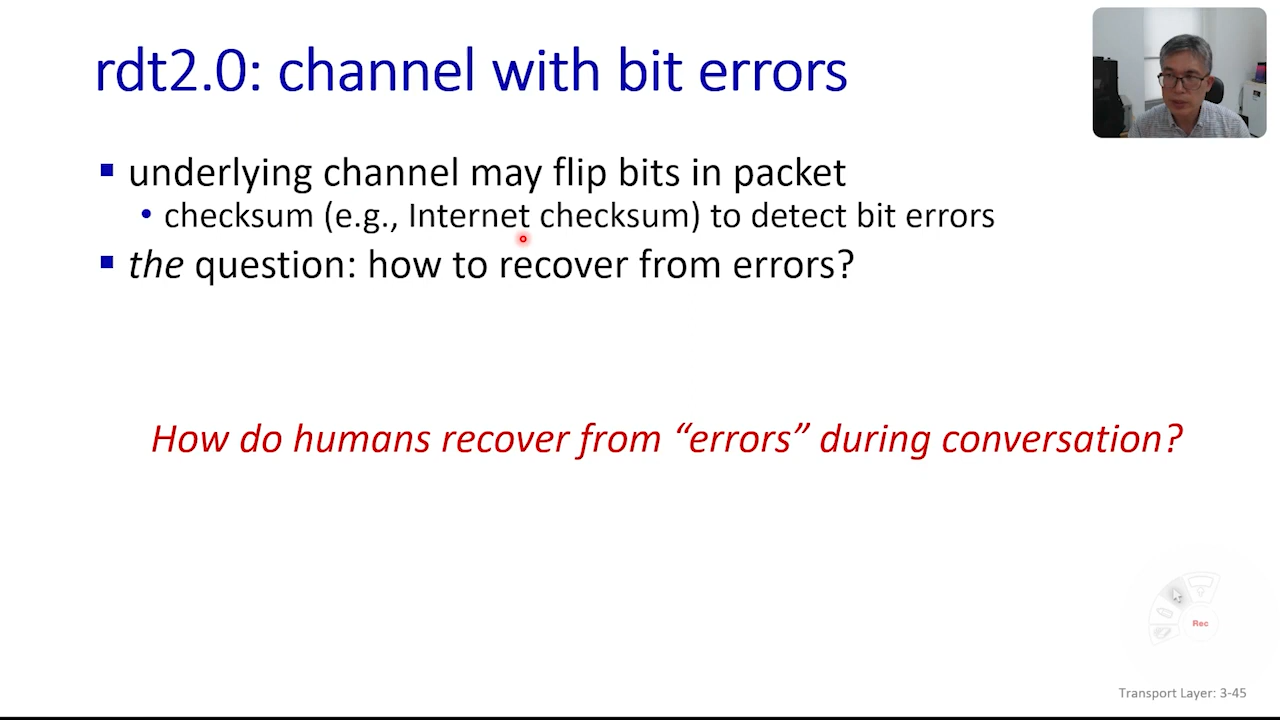 rdt2.0: channel with bit errors
▪ underlying channel may flip bits in packet
• checksum (e.g., Internet checksum) to detect bit errors
▪ the question: how to recover from errors?
How do humans recover from “errors” during conversation?
Rec
Transport Layer: 3-45